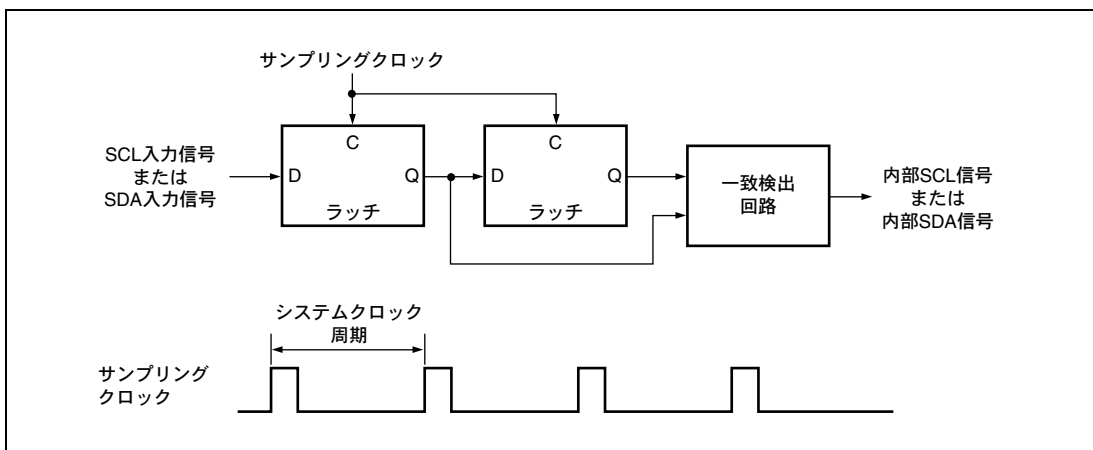 サンプリングクロック
SCL入力信号
または
SDA入力信号
C
D
Q
ラッチ
C
D
Q
ラッチ
一致検出
回路
内部SCL信号
または
内部SDA信号
システムクロック
周期
サンプリング
クロック